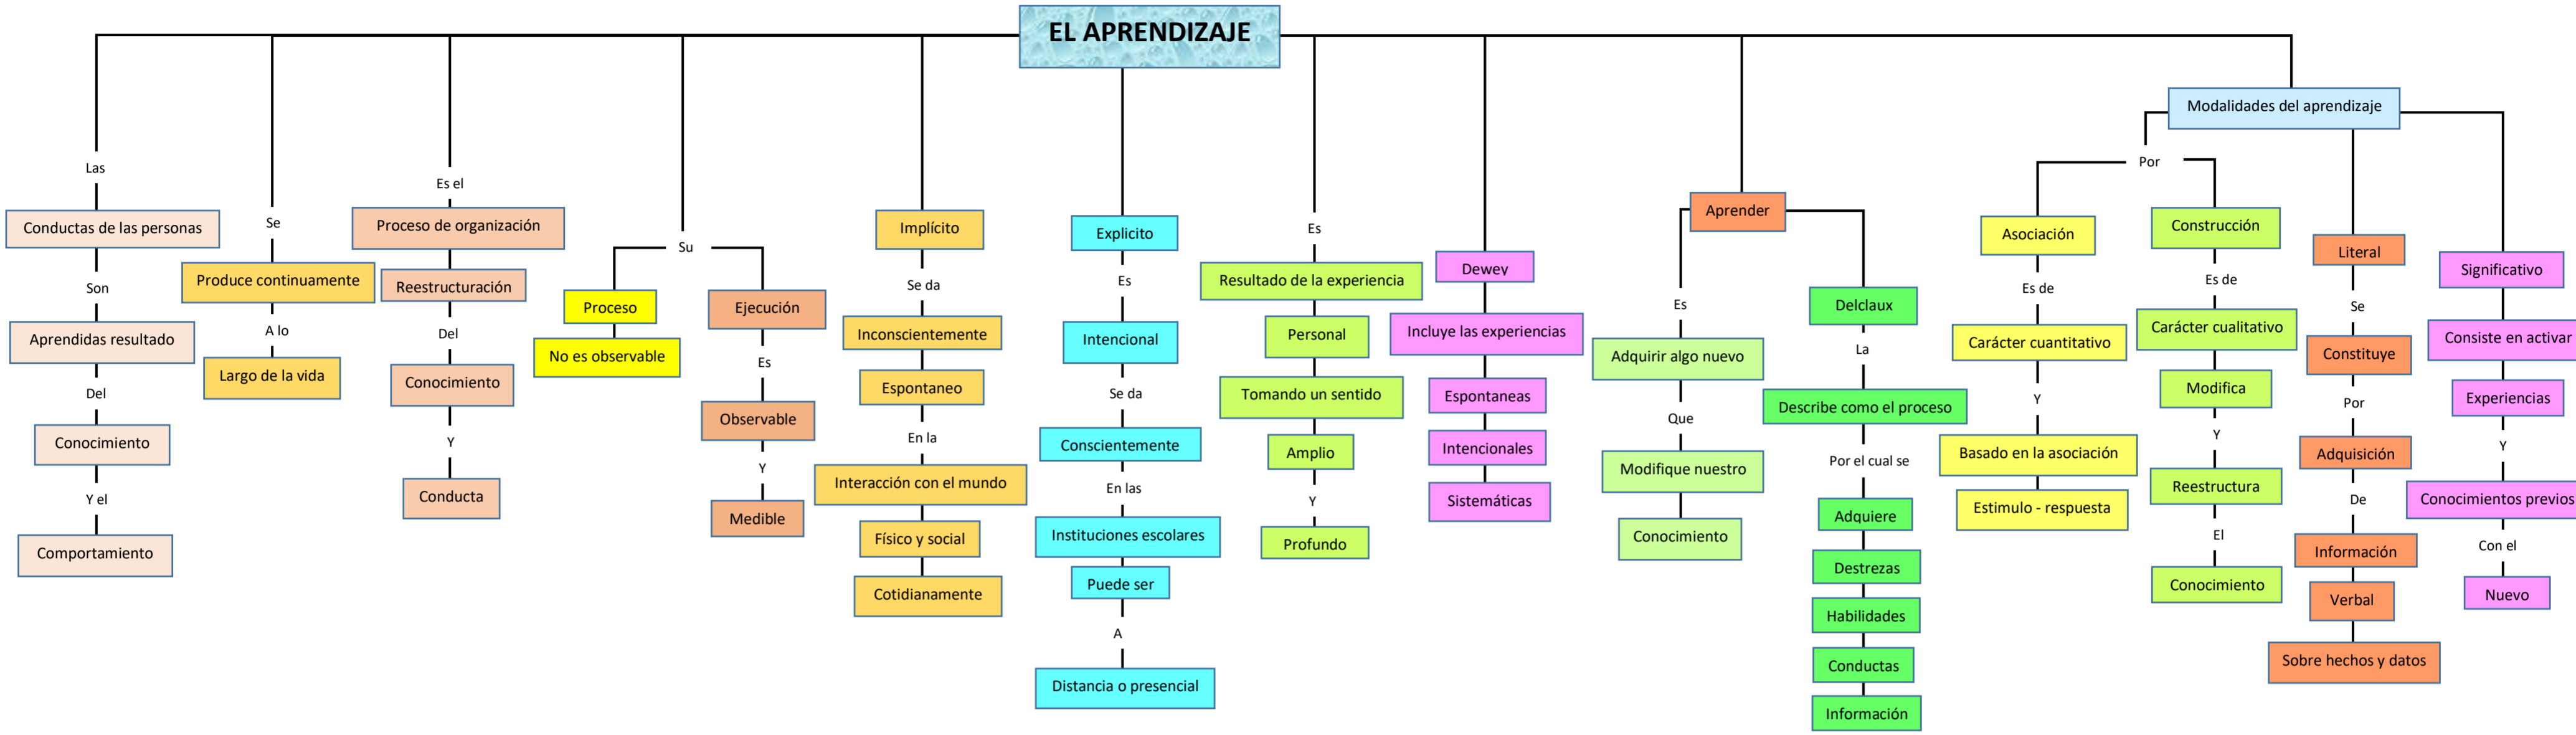 EL APRENDIZAJE
Las
Conductas de las personas
Son
Aprendidas resultado
Del
Conocimiento
Y el
Comportamiento
Se
Produce continuamente
A lo
Largo de la vida
Es el
Proceso de organización
Reestructuración
Del
Conocimiento
Y
Conducta
Su
Proceso
No es observable
Ejecución
Es
Observable
Y
Medible
Implícito
Se da
Inconscientemente
Espontaneo
En la
Interacción con el mundo
Físico y social
Cotidianamente
Explicito
Es
Intencional
Se da
Conscientemente
En las
Instituciones escolares
Puede ser
A
Distancia o presencial
Es
Resultado de la experiencia
Personal
Tomando un sentido
Amplio
Y
Profundo
Dewey
Incluye las experiencias
Espontaneas
Intencionales
Sistemáticas
Aprender
Es
Adquirir algo nuevo
Que
Modifique nuestro
Conocimiento
Delclaux
La
Describe como el proceso
Por el cual se
Adquiere
Destrezas
Habilidades
Conductas
Información
Modalidades del aprendizaje
Por
Asociación
Es de
Carácter cuantitativo
Y
Basado en la asociación
Estimulo - respuesta
Construcción
Es de
Carácter cualitativo
Modifica
Y
Reestructura
El
Conocimiento
Literal
Se
Constituye
Por
Adquisición
De
Información
Verbal
Sobre hechos y datos
Significativo
Consiste en activar
Experiencias
Y
Conocimientos previos
Con el
Nuevo